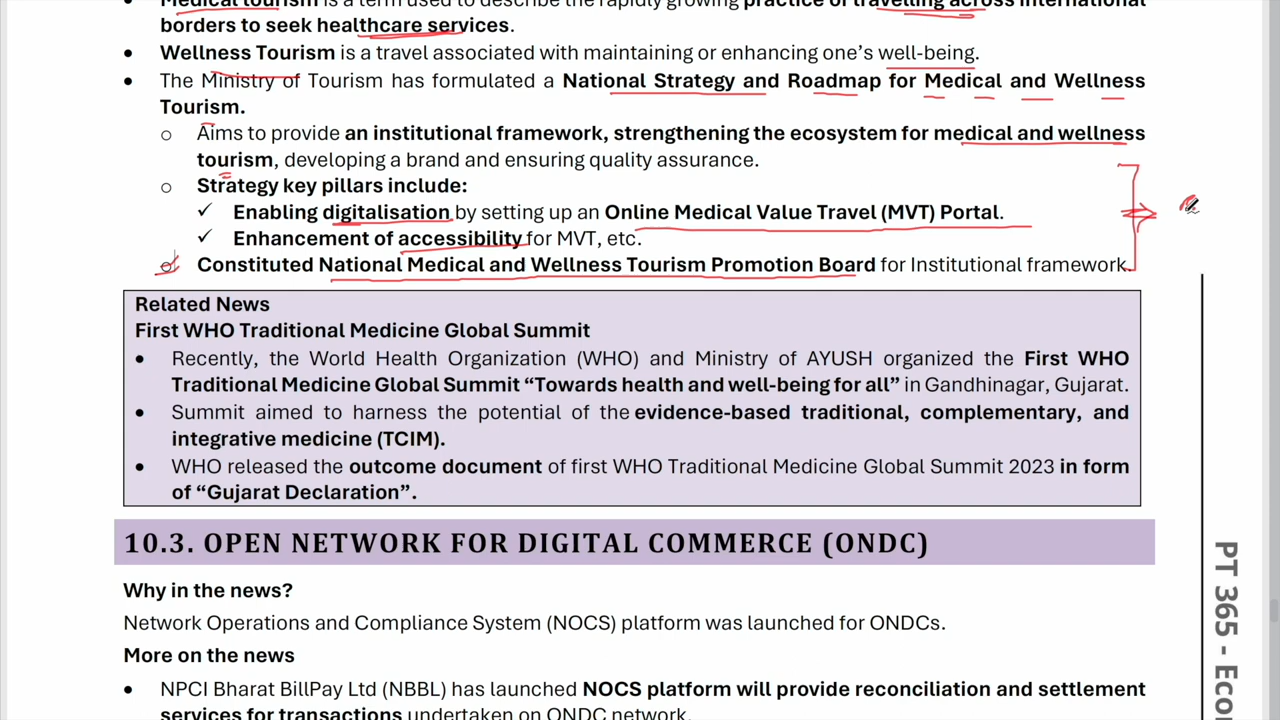 Medical tourism is a term used to describe the rapidly growing practice of travelling across international
borders to seek healthcare services.
• Wellness Tourism is a travel associated with maintaining or enhancing one's well-being.
• The Ministry of Tourism has formulated a National Strategy and Roadmap for Medical and Wellness
Tourism.
o Aims to provide an institutional framework, strengthening the ecosystem for medical and wellness
tourism, developing a brand and ensuring quality assurance.
o Strategy key pillars include:
✓ Enabling digitalisation by setting up an Online Medical Value Travel (MVT) Portal.
✓ Enhancement of accessibility for MVT, etc.
o Constituted National Medical and Wellness Tourism Promotion Board for Institutional framework.
Related News
First WHO Traditional Medicine Global Summit
• Recently, the World Health Organization (WHO) and Ministry of AYUSH organized the First WHO
Traditional Medicine Global Summit “Towards health and well-being for all” in Gandhinagar, Gujarat.
• Summit aimed to harness the potential of the evidence-based traditional, complementary, and
integrative medicine (TCIM).
• WHO released the outcome document of first WHO Traditional Medicine Global Summit 2023 in form
of “Gujarat Declaration”.
10.3. OPEN NETWORK FOR DIGITAL COMMERCE (ONDC)
Why in the news?
Network Operations and Compliance System (NOCS) platform was launched for ONDCs.
More on the news
• NPCI Bharat BillPay Ltd (NBBL) has launched NOCS platform will provide reconciliation and settlement
services for transactions undertaken on ONDC network.
PT 365 - Econ